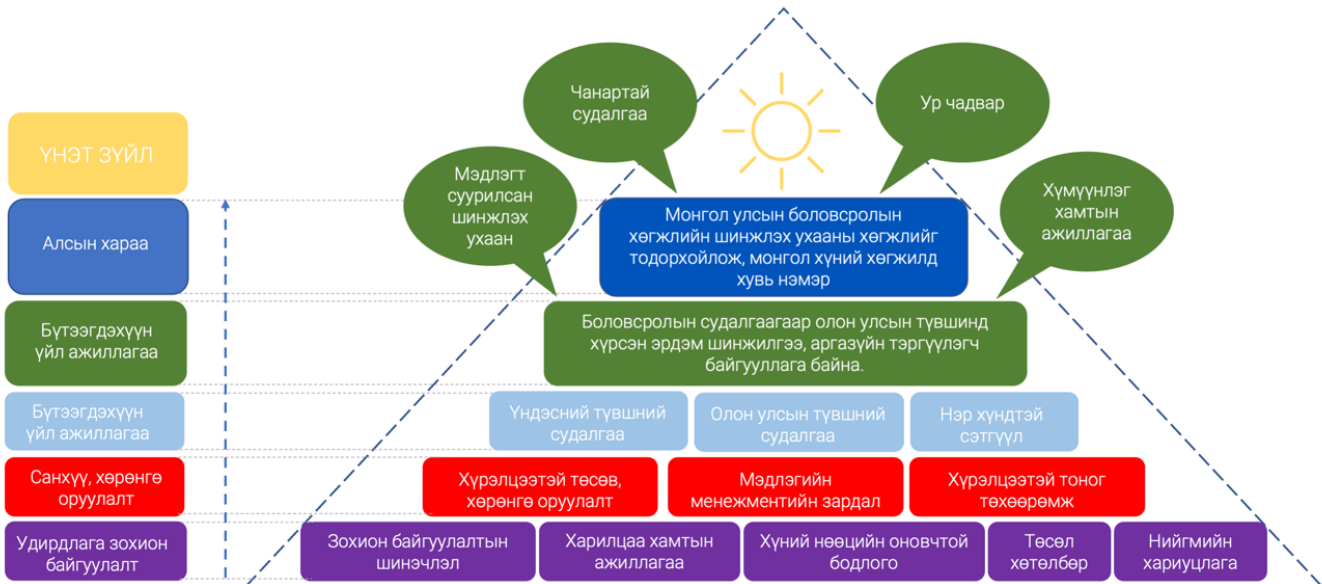 Чанартай
судалгаа
Ур чадвар
ҮНЭТ ЗҮЙЛ
Мэдлэгт
суурилсан
шинжлэх
ухаан
Хүмүүнлэг
хамтын
ажиллагаа
Алсын хараа
Монгол улсын боловсролын
хөгжлийн шинжлэх ухааны хөгжлийг
тодорхойлож, монгол хүний хөгжилд
хувь нэмэр
Бүтээгдэхүүн
үйл ажиллагаа
Боловсролын судалгаагаар олон улсын түвшинд
хүрсэн эрдэм шинжилгээ, аргазүйн тэргүүлэгч
байгууллага байна.
Бүтээгдэхүүн
үйл ажиллагаа
Үндэсний түвшний
судалгаа
Олон улсын түвшний
судалгаа
Нэр хүндтэй
сэтгүүл
Санхүү, хөрөнгө
оруулалт
Хүрэлцээтэй төсөв,
хөрөнгө оруулалт
Мэдлэгийн
менежментийн зардал
Хүрэлцээтэй тоног
төхөөрөмж
Удирдлага зохион
байгуулалт
Зохион байгуулалтын
шинэчлэл
Харилцаа хамтын
ажиллагаа
Хүний нөөцийн оновчтой
бодлого
Төсөл
хөтөлбөр
Нийгмийн
хариуцлага